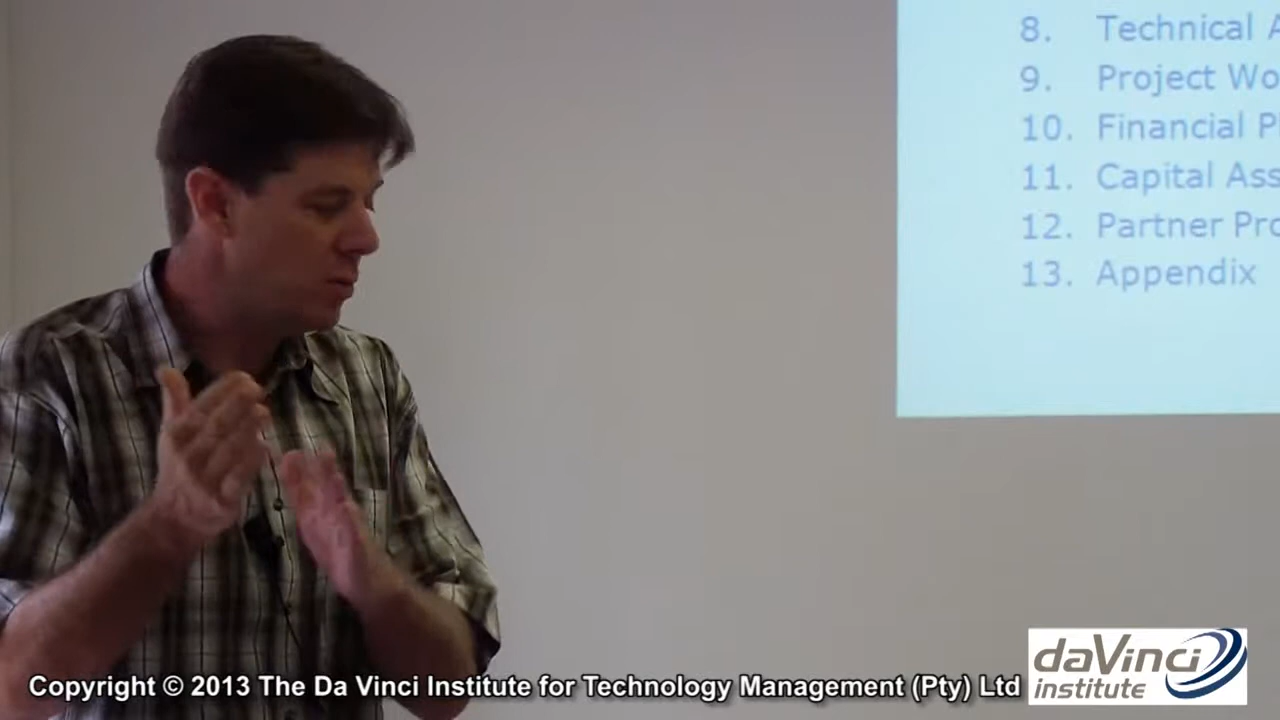 8. Technical
9. Project
10. Financial
11. Capital
12. Partner
13. Appendix
Copyright © 2013 The Da Vinci Institute for Technology Management (Pty) Ltd
daVinci
institute